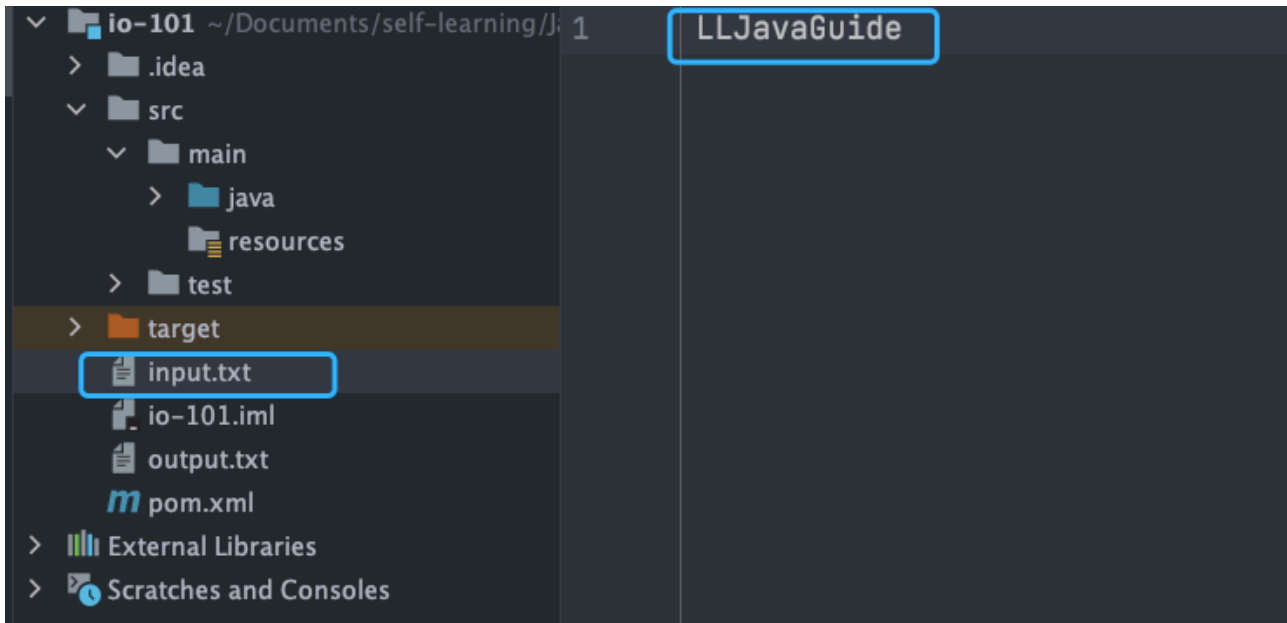 io-101 ~/Documents/self-learning/Ja
.idea
src
main
java
resources
test
target
input.txt
io-101.iml
output.txt
pom.xml
External Libraries
Scratches and Consoles
1 LLJavaGuide